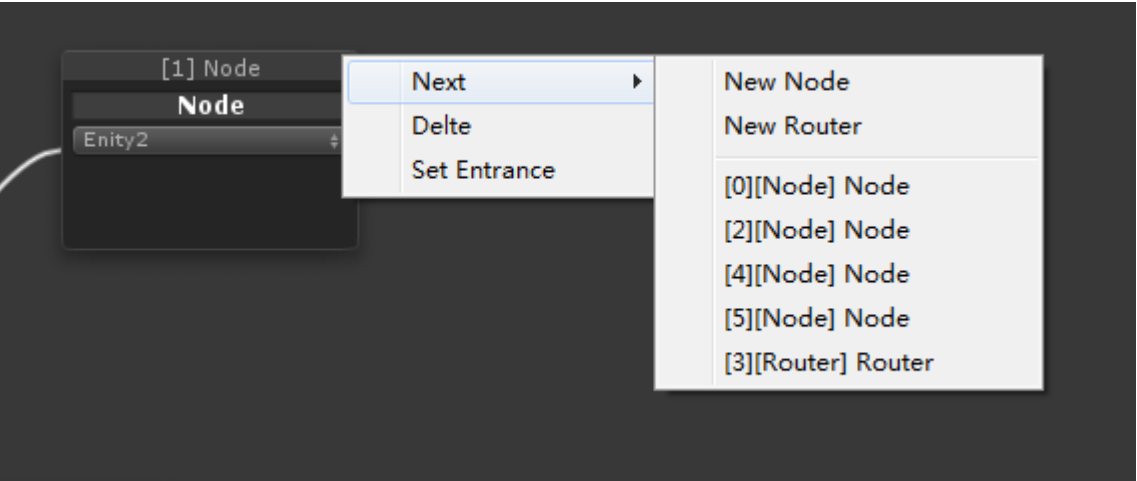 [1] Node
Node
Enity2
Next
Delte
Set Entrance
New Node
New Router
[0][Node] Node
[2][Node] Node
[4][Node] Node
[5][Node] Node
[3][Router] Router